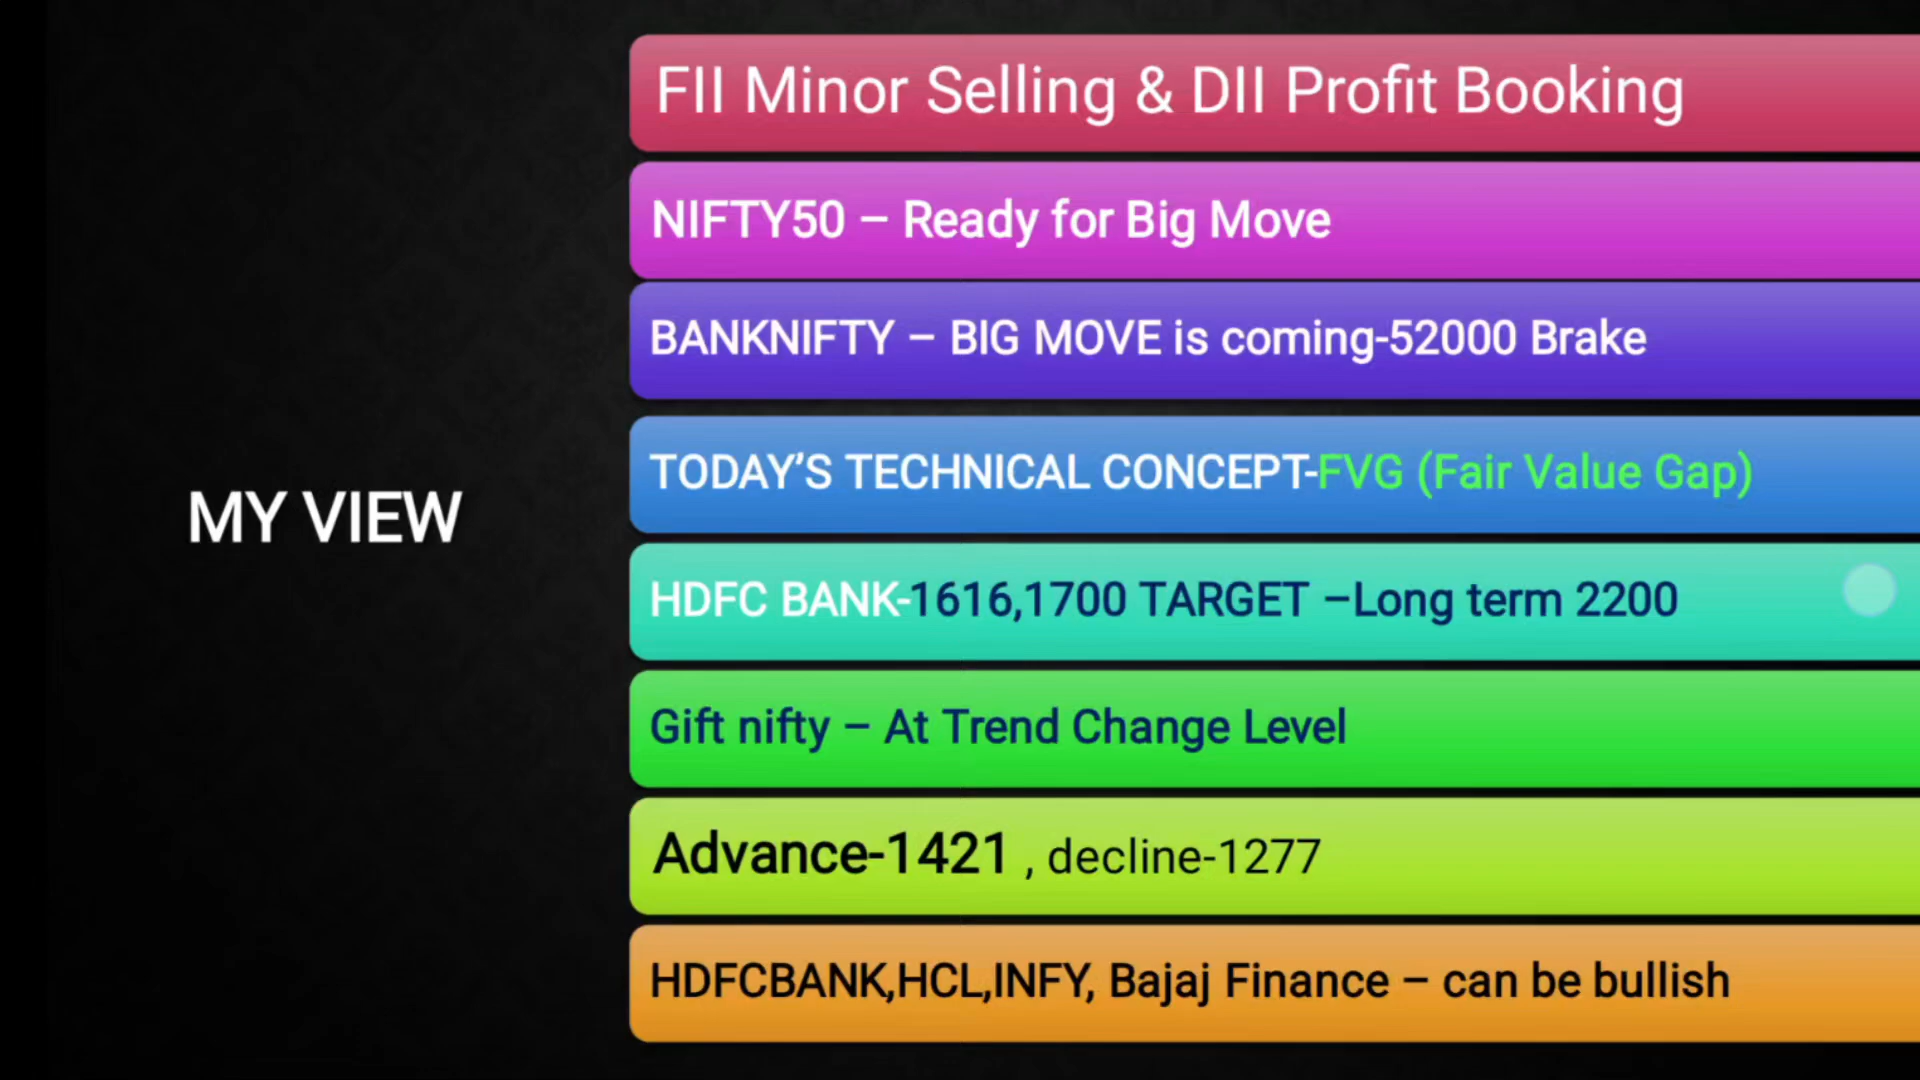 MY VIEW
FII Minor Selling & DII Profit Booking
NIFTY50 – Ready for Big Move
BANKNIFTY – BIG MOVE is coming-52000 Brake
TODAY’S TECHNICAL CONCEPT-FVG (Fair Value Gap)
HDFC BANK-1616,1700 TARGET –Long term 2200
Gift nifty – At Trend Change Level
Advance-1421 , decline-1277
HDFCBANK,HCL,INFY, Bajaj Finance – can be bullish